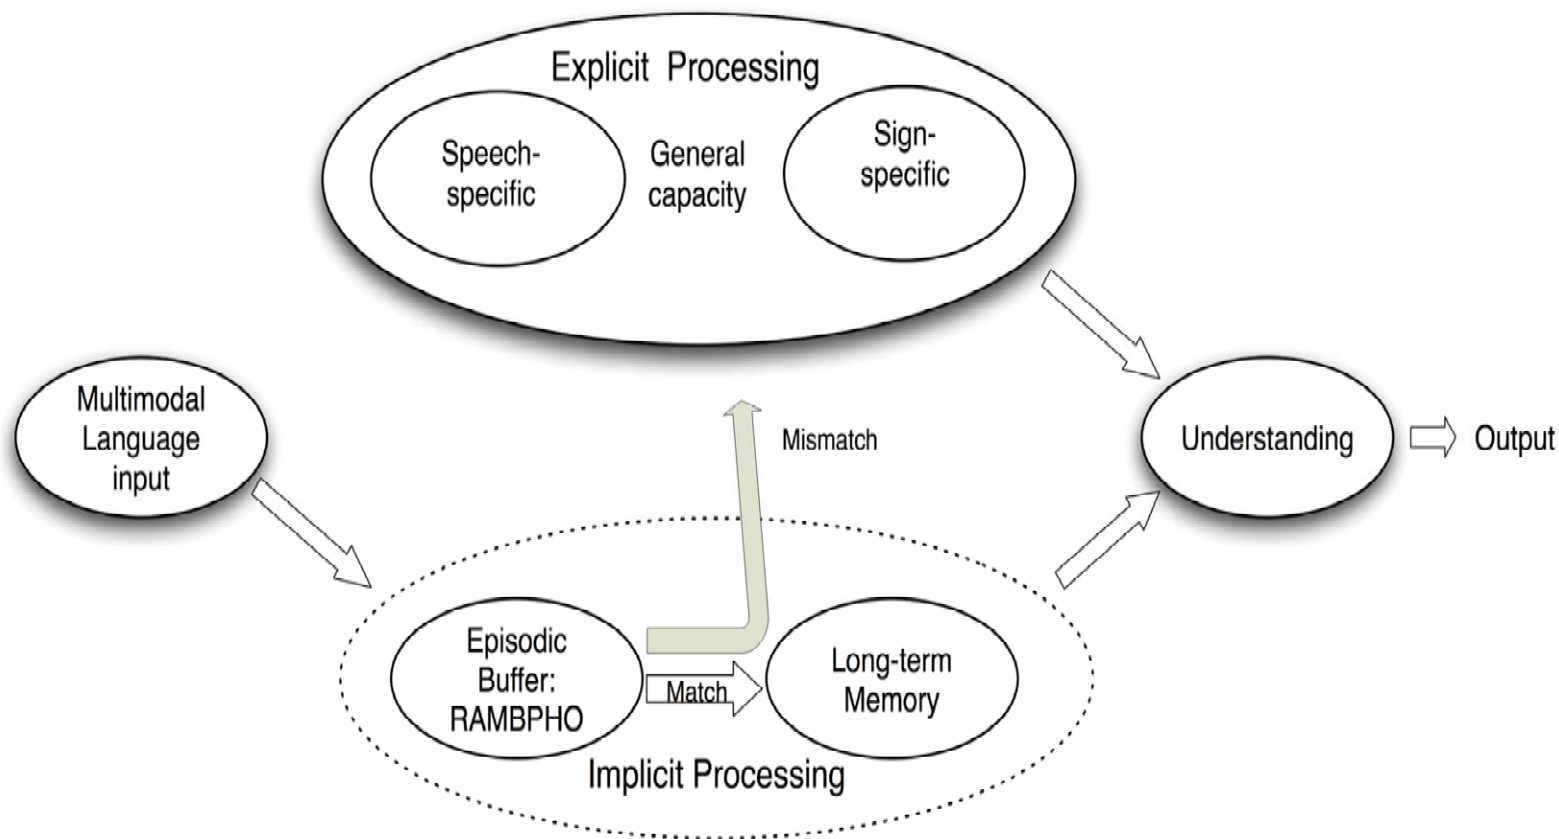 Explicit Processing
Speech-
specific
General
capacity
Sign-
specific
Multimodal
Language
input
Mismatch
Understanding
Output
Episodic
Buffer:
RAMBPHO
Match
Long-term
Memory
Implicit Processing